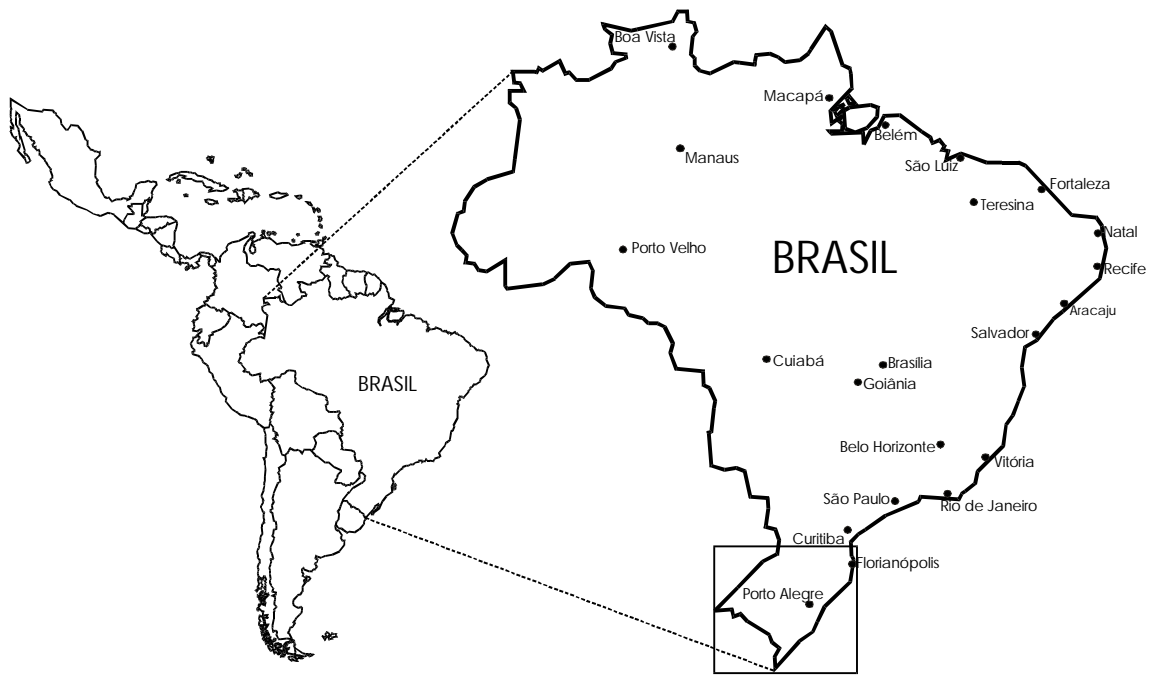 Boa Vista
Macapá
Belém
Manaus
São Luiz
Fortaleza
Teresina
Natal
Porto Velho
BRASIL
Recife
Aracaju
Salvador
Cuiabá
Brasília
BRASIL
Goiânia
Belo Horizonte
Vitória
São Paulo
Rio de Janeiro
Curitiba
Florianópolis
Porto Alegre